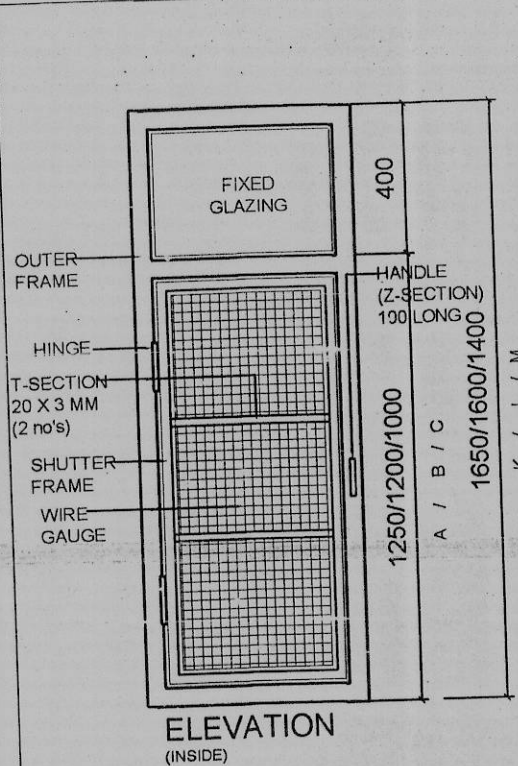 FIXED
GLAZING
400
OUTER
FRAME
HANDLE
(Z-SECTION)
100 LONG
HINGE
T-SECTION
20 X 3 MM
(2 no's)
SHUTTER
FRAME
WIRE
GAUGE
1250/1200/1000
A / B / C
1650/1600/1400
ELEVATION
(INSIDE)